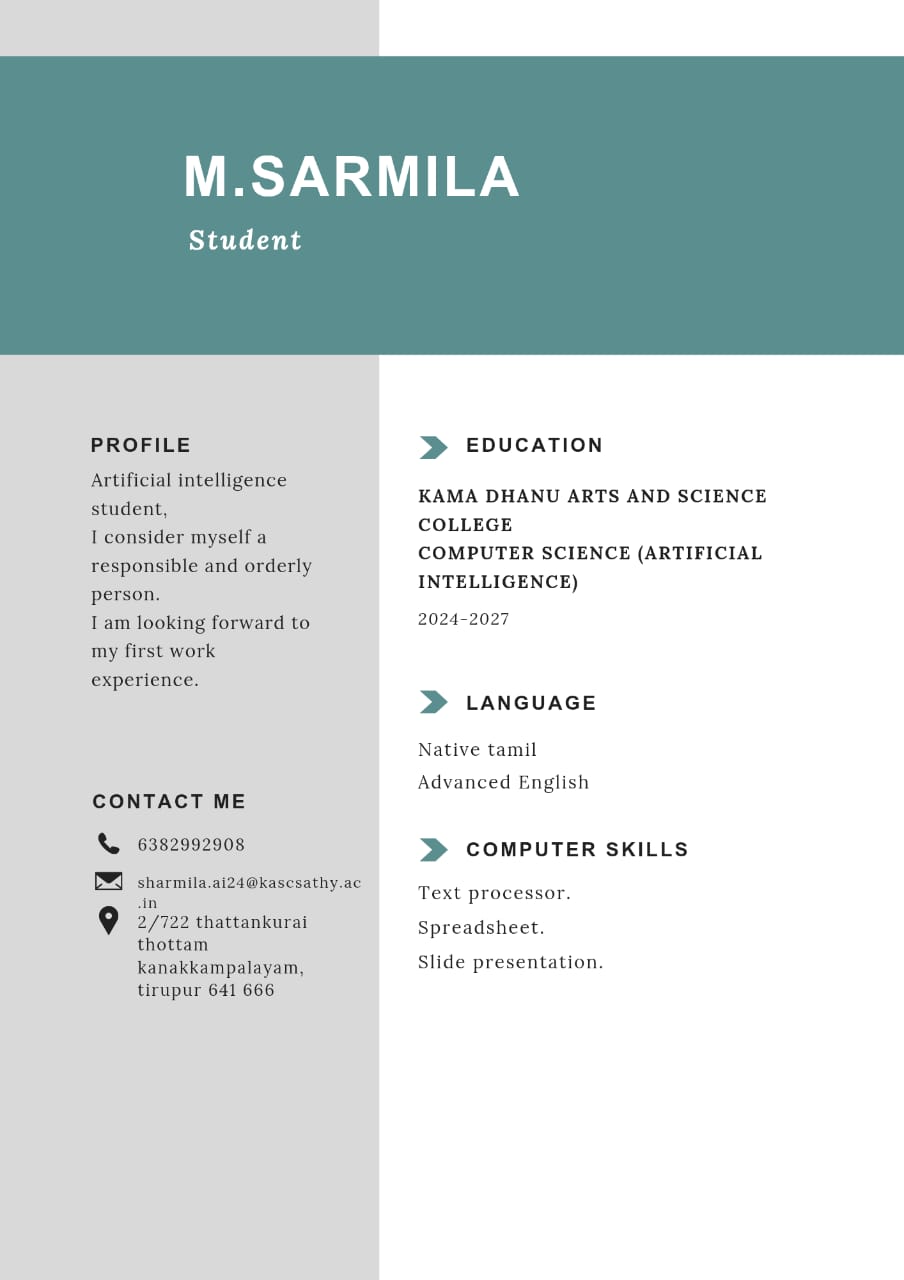 M.SARMILA
Student
PROFILE
Artificial intelligence
student,
I consider myself a
responsible and orderly
person.
I am looking forward to
my first work
experience.
CONTACT ME
6382992908
sharmila.ai24@kascsathy.ac
.in
2/722 thattankurai
thottam
kanakkampalayam,
tirupur 641 666
EDUCATION
KAMA DHANU ARTS AND SCIENCE
COLLEGE
COMPUTER SCIENCE (ARTIFICIAL
INTELLIGENCE)
2024-2027
LANGUAGE
Native tamil
Advanced English
COMPUTER SKILLS
Text processor.
Spreadsheet.
Slide presentation.